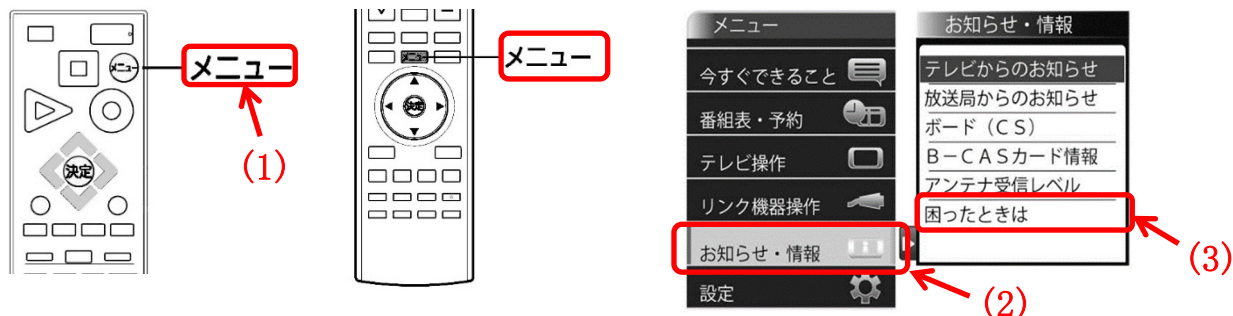 メニュー
決定
メニュー
(1)
メニュー
決定
メニュー
メニュー
今すぐできること
番組表・予約
テレビ操作
リンク機器操作
お知らせ・情報
設定
(2)
お知らせ・情報
テレビからのお知らせ
放送局からのお知らせ
ボード（CS）
B－CASカード情報
アンテナ受信レベル
困ったときは
(3)